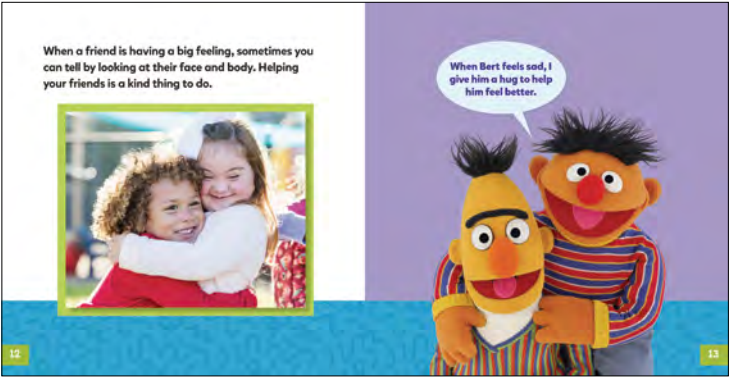 When a friend is having a big feeling, sometimes you
can tell by looking at their face and body. Helping
your friends is a kind thing to do.
When Bert feels sad, I
give him a hug to help
him feel better.
12
13